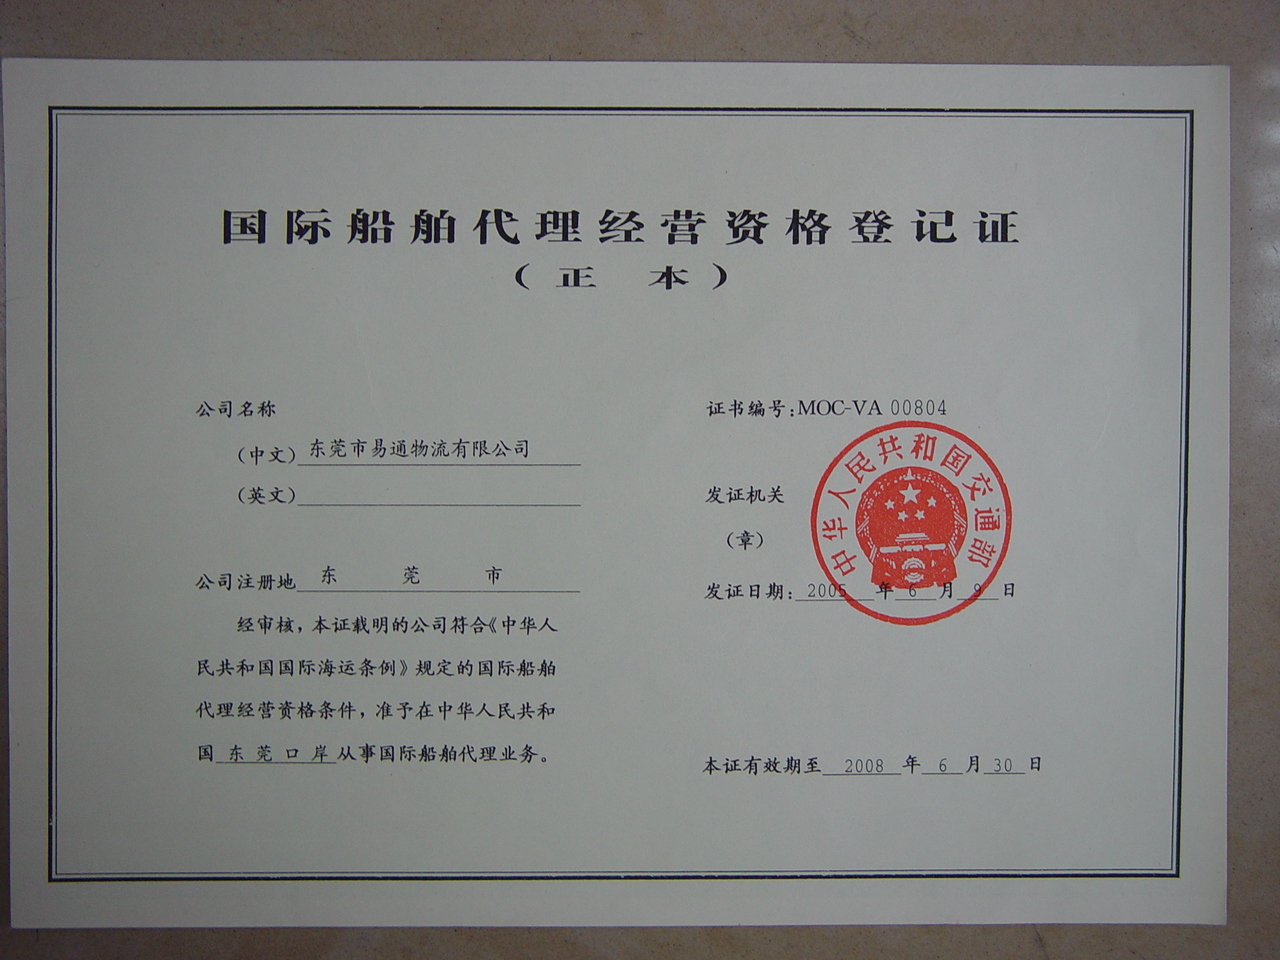 国际船舶代理经营资格登记证
（正 本）
公司名称
（中文）东莞市易通物流有限公司
（英文）
公司注册地 东 莞 市
经审核，本证载明的公司符合《中华人
民共和国国际海运条例》规定的国际船舶
代理经营资格条件，准予在中华人民共和
国 东 莞 口 岸 从事国际船舶代理业务。
证书编号：MOC-VA 00804
中华人民共和国交通部
发证机关
（章）
发证日期：2005 年 6 月 9 日
本证有效期至 2008 年 6 月 30 日